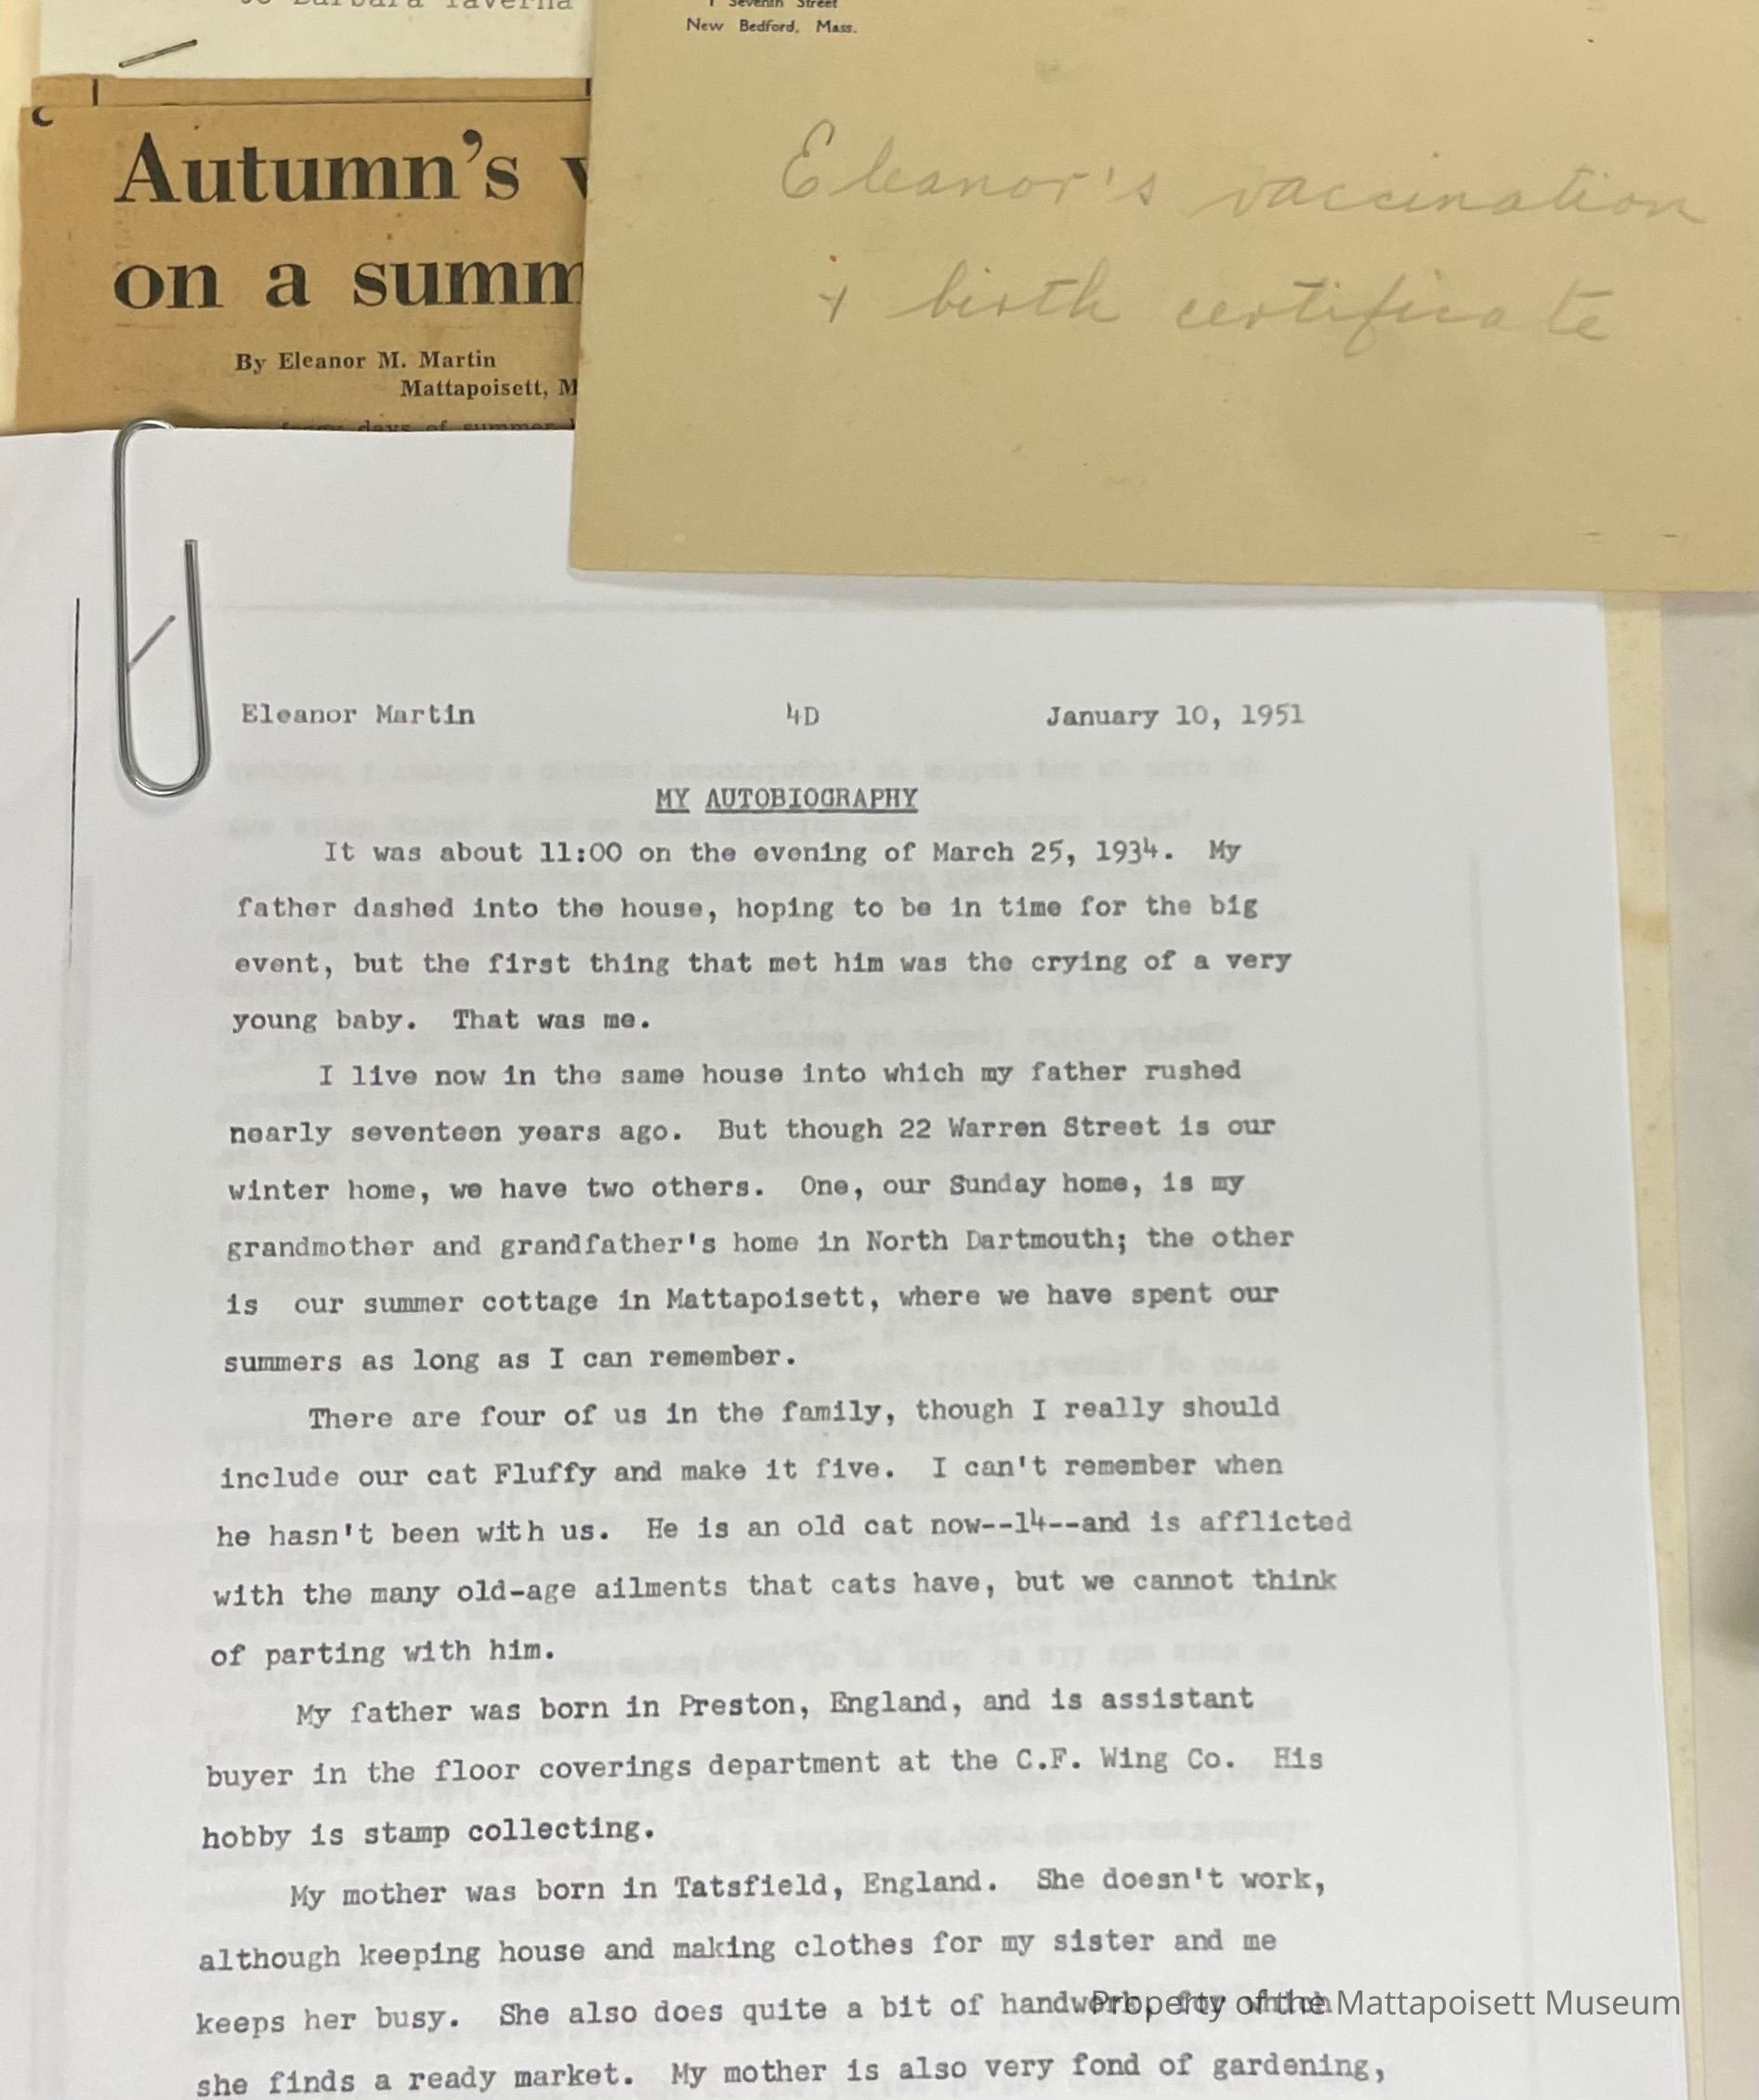 Barbara Taverna
1 Seventh Street
New Bedford, Mass.
Autumn's
on a summ
By Eleanor M. Martin
Mattapoisett, M
days of summer
Eleanor's vaccination
+ birth certificate
Eleanor Martin 4D January 10, 1951
MY AUTOBIOGRAPHY
It was about 11:00 on the evening of March 25, 1934. My
father dashed into the house, hoping to be in time for the big
event, but the first thing that met him was the crying of a very
young baby. That was me.
I live now in the same house into which my father rushed
nearly seventeen years ago. But though 22 Warren Street is our
winter home, we have two others. One, our Sunday home, is my
grandmother and grandfather's home in North Dartmouth; the other
is our summer cottage in Mattapoisett, where we have spent our
summers as long as I can remember.
There are four of us in the family, though I really should
include our cat Fluffy and make it five. I can't remember when
he hasn't been with us. He is an old cat now--14--and is afflicted
with the many old-age ailments that cats have, but we cannot think
of parting with him.
My father was born in Preston, England, and is assistant
buyer in the floor coverings department at the C.F. Wing Co. His
hobby is stamp collecting.
My mother was born in Tatsfield, England. She doesn't work,
although keeping house and making clothes for my sister and me
keeps her busy. She also does quite a bit of handwork, for which
she finds a ready market. My mother is also very fond of gardening,
Property of the Mattapoisett Museum